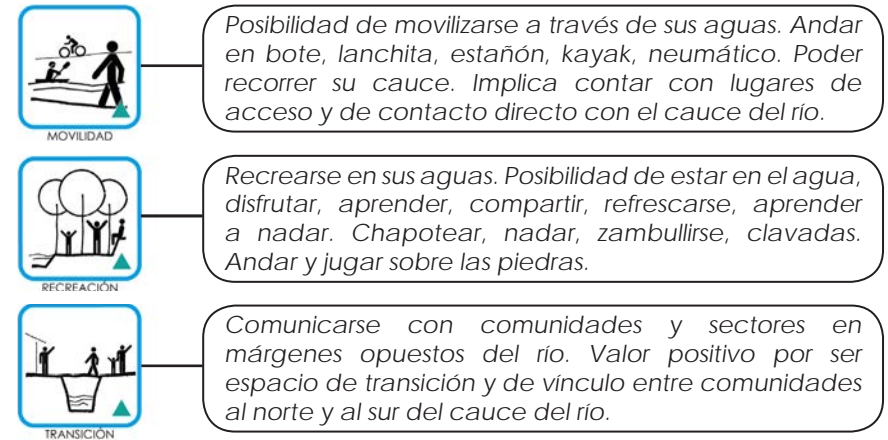 Posibilidad de movilizarse a través de sus aguas. Andar
en bote, lanchita, estañón, kayak, neumático. Poder
recorrer su cauce. Implica contar con lugares de
acceso y de contacto directo con el cauce del río.
MOVILIDAD
Recrearse en sus aguas. Posibilidad de estar en el agua,
disfrutar, aprender, compartir, refrescarse, aprender
a nadar. Chapotear, nadar, zambullirse, clavadas.
Andar y jugar sobre las piedras.
RECREACIÓN
Comunicarse con comunidades y sectores en
márgenes opuestos del río. Valor positivo por ser
espacio de transición y de vínculo entre comunidades
al norte y al sur del cauce del río.
TRANSICIÓN